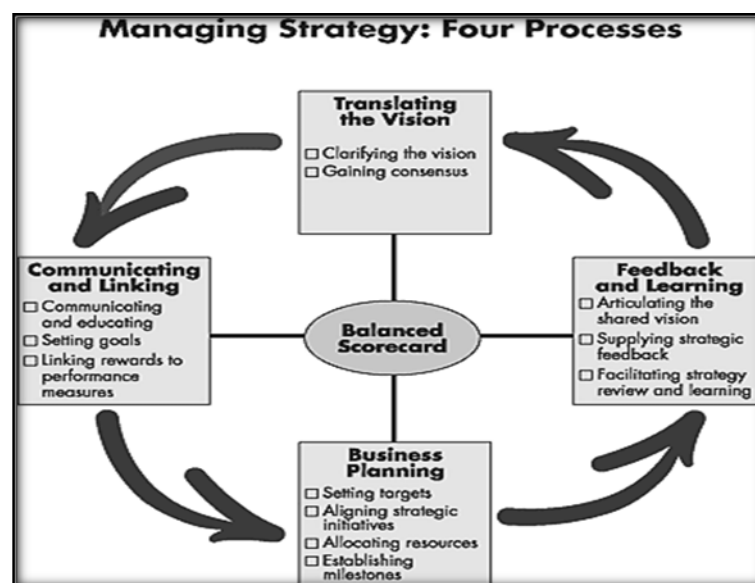 Managing Strategy: Four Processes
Translating
the Vision
□ Clarifying the vision
□ Gaining consensus
Communicating
and Linking
□ Communicating
and educating
□ Setting goals
□ Linking rewards to
performance
measures
Balanced
Scorecard
Feedback
and Learning
□ Articulating the
shared vision
□ Supplying strategic
feedback
□ Facilitating strategy
review and learning
Business
Planning
□ Setting targets
□ Aligning strategic
initiatives
□ Allocating resources
□ Establishing
milestones